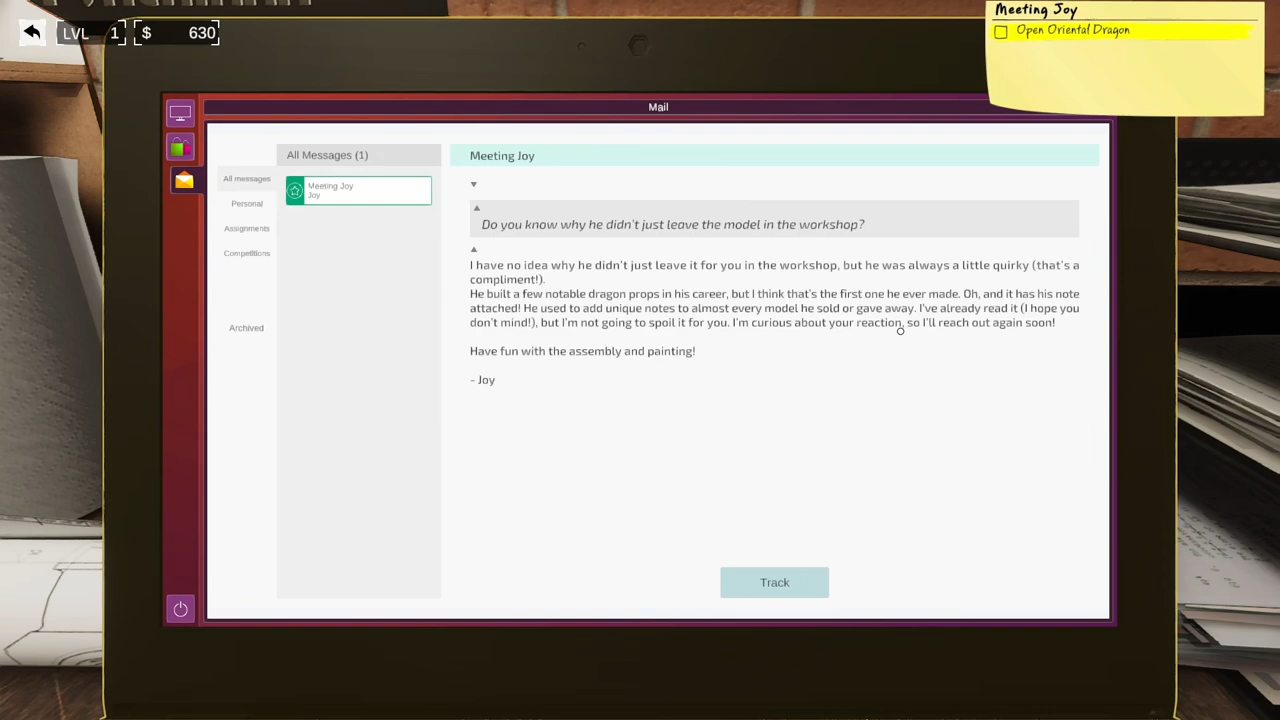 LVL 1 $ 630
Meeting Joy
Open Oriental Dragon
Mail
All Messages (1)
Meeting Joy
All messages
Meeting Joy
Joy
Personal
Do you know why he didn't just leave the model in the workshop?
Assignments
Competitions
I have no idea why he didn't just leave it for you in the workshop, but he was always a little quirky (that's a
compliment!).
He built a few notable dragon props in his career, but I think that's the first one he ever made. Oh, and it has his note
attached! He used to add unique notes to almost every model he sold or gave away. I've already read it (I hope you
don't mind!), but I'm not going to spoil it for you. I'm curious about your reaction, so I'll reach out again soon!
Archived
Have fun with the assembly and painting!
- Joy
Track